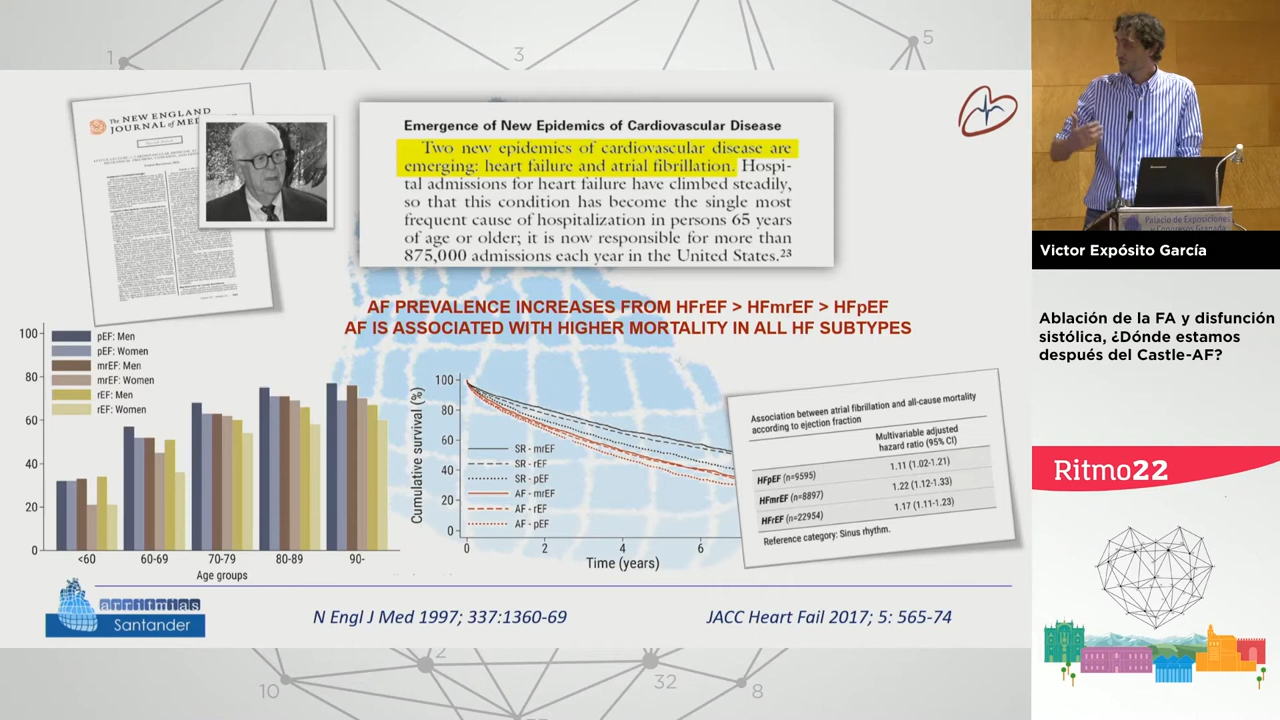 1
3
5
The NEW ENGLAND
JOURNAL of MED
Emergence of New Epidemics of Cardiovascular Disease
Two new epidemics of cardiovascular disease are
emerging: heart failure and atrial fibrillation. Hospi-
tal admissions for heart failure have climbed steadily,
so that this condition has become the single most
frequent cause of hospitalization in persons 65 years
of age or older; it is now responsible for more than
875,000 admissions each year in the United States.23
AF PREVALENCE INCREASES FROM HFrEF > HFmrEF > HFpEF
AF IS ASSOCIATED WITH HIGHER MORTALITY IN ALL HF SUBTYPES
100
80
60
40
20
0
pEF: Men
pEF: Women
mrEF: Men
mrEF: Women
rEF: Men
rEF: Women
<60 60-69 70-79 80-89 90-
Age groups
Cumulative survival (%)
100
80
60
40
20
0
SR - mrEF
SR - rEF
SR - pEF
AF - mrEF
AF - rEF
AF - pEF
0 2 4 6
Time (years)
Association between atrial fibrillation and all-cause mortality
according to ejection fraction
Multivariable adjusted
hazard ratio (95% CI)
HFpEF (n=9595) 1.11 (1.02-1.21)
HFmrEF (n=8897) 1.22 (1.12-1.33)
HFrEF (n=22954) 1.17 (1.11-1.23)
Reference category: Sinus rhythm.
arritmias
Santander
N Engl J Med 1997; 337:1360-69
JACC Heart Fail 2017; 5: 565-74
10
2
32
8
Palacio de Exposiciones
y Congresos Granada
Victor Expósito García
Ablación de la FA y disfunción
sistólica, ¿Dónde estamos
después del Castle-AF?
Ritmo22